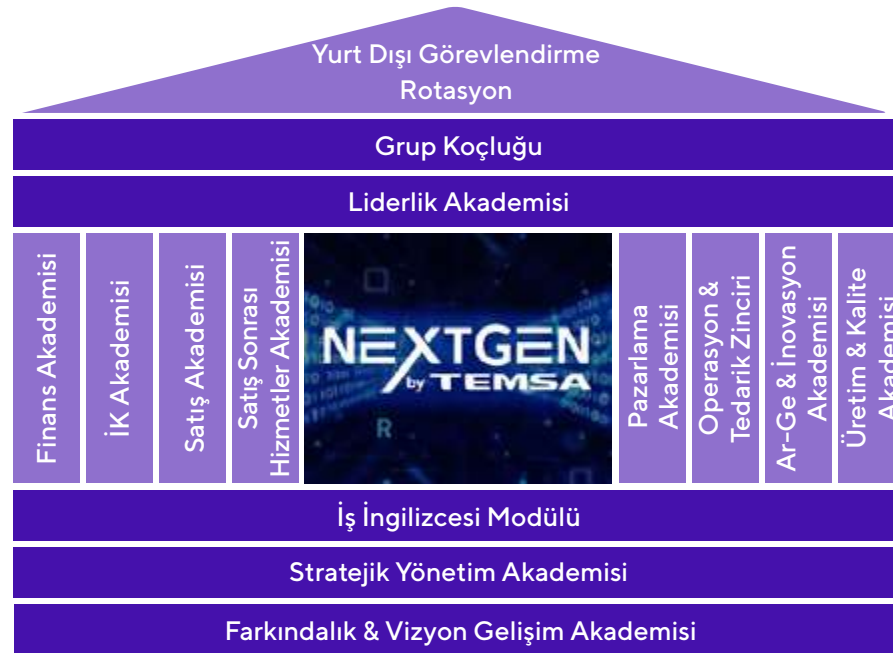 Yurt Dışı Görevlendirme
Rotasyon
Grup Koçluğu
Liderlik Akademisi
Finans Akademisi
İK Akademisi
Satış Akademisi
Satış Sonrası
Hizmetler Akademisi
NEXTGEN
by TEMSA
R
Pazarlama
Akademisi
Operasyon &
Tedarik Zinciri
Ar-Ge & İnovasyon
Akademisi
Üretim & Kalite
Akademisi
İş İngilizcesi Modülü
Stratejik Yönetim Akademisi
Farkındalık & Vizyon Gelişim Akademisi